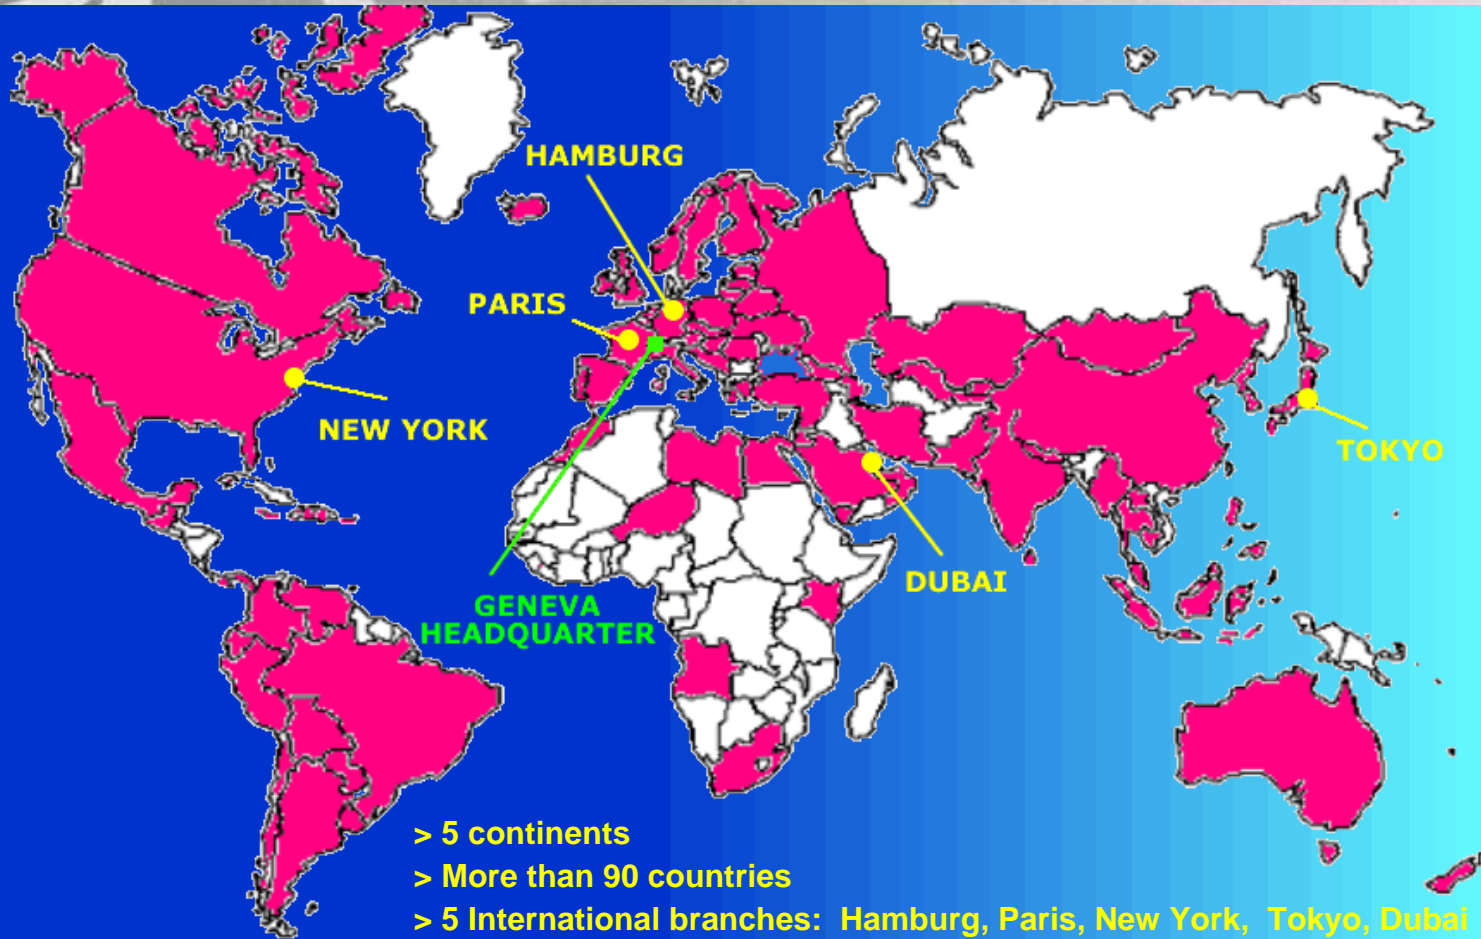 HAMBURG
PARIS
NEW YORK
TOKYO
DUBAI
GENEVA
HEADQUARTER
> 5 continents
> More than 90 countries
> 5 International branches: Hamburg, Paris, New York, Tokyo, Dubai